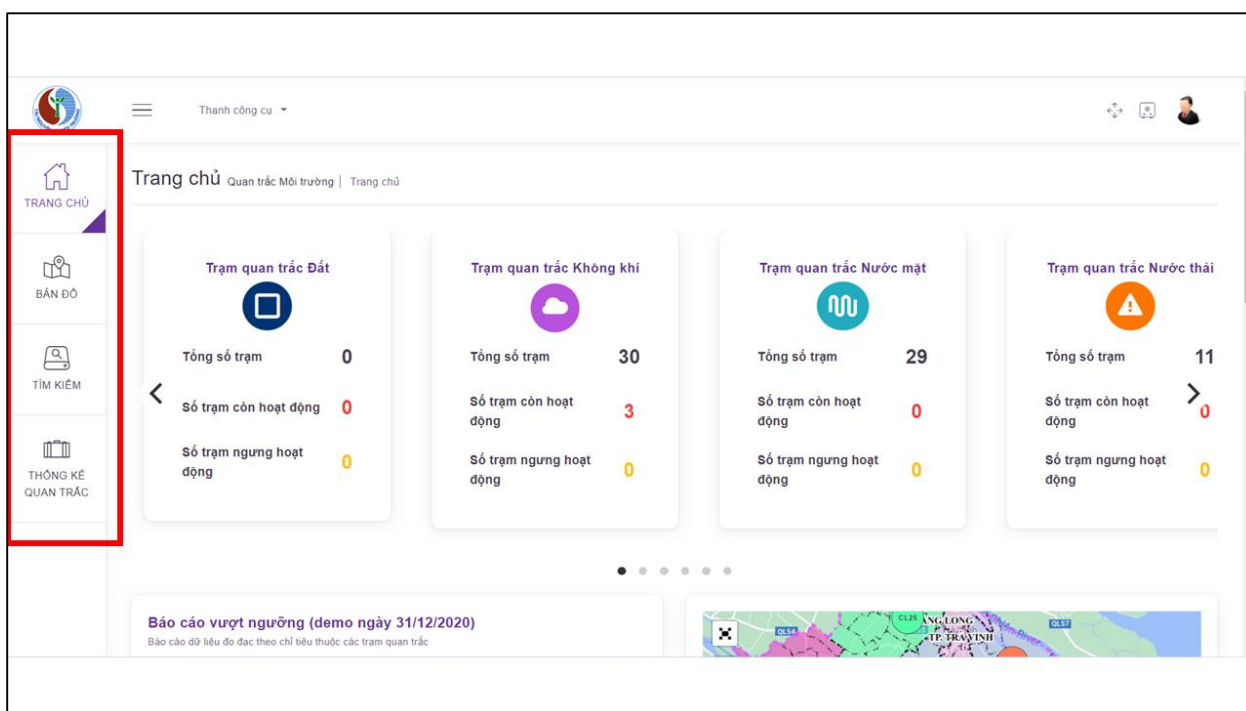 Thanh công cụ
TRANG CHỦ
BẢN ĐỒ
TÌM KIẾM
THỐNG KÊ
QUAN TRẮC
Trang chủ Quan trắc Môi trường | Trang chủ
Trạm quan trắc Đất
Tổng số trạm 0
Số trạm còn hoạt động 0
Số trạm ngưng hoạt
động
0
Trạm quan trắc Không khí
Tổng số trạm 30
Số trạm còn hoạt
động
3
Số trạm ngưng hoạt
động
0
Trạm quan trắc Nước mặt
Tổng số trạm 29
Số trạm còn hoạt
động
0
Số trạm ngưng hoạt
động
0
Trạm quan trắc Nước thải
Tổng số trạm 11
Số trạm còn hoạt
động
0
Số trạm ngưng hoạt
động
0
Báo cáo vượt ngưỡng (demo ngày 31/12/2020)
Báo cáo dữ liệu đo đạc theo chỉ tiêu thuộc các trạm quan trắc
QL54
CL25
ANG LONG
TP. TRÀ VINH
QL57